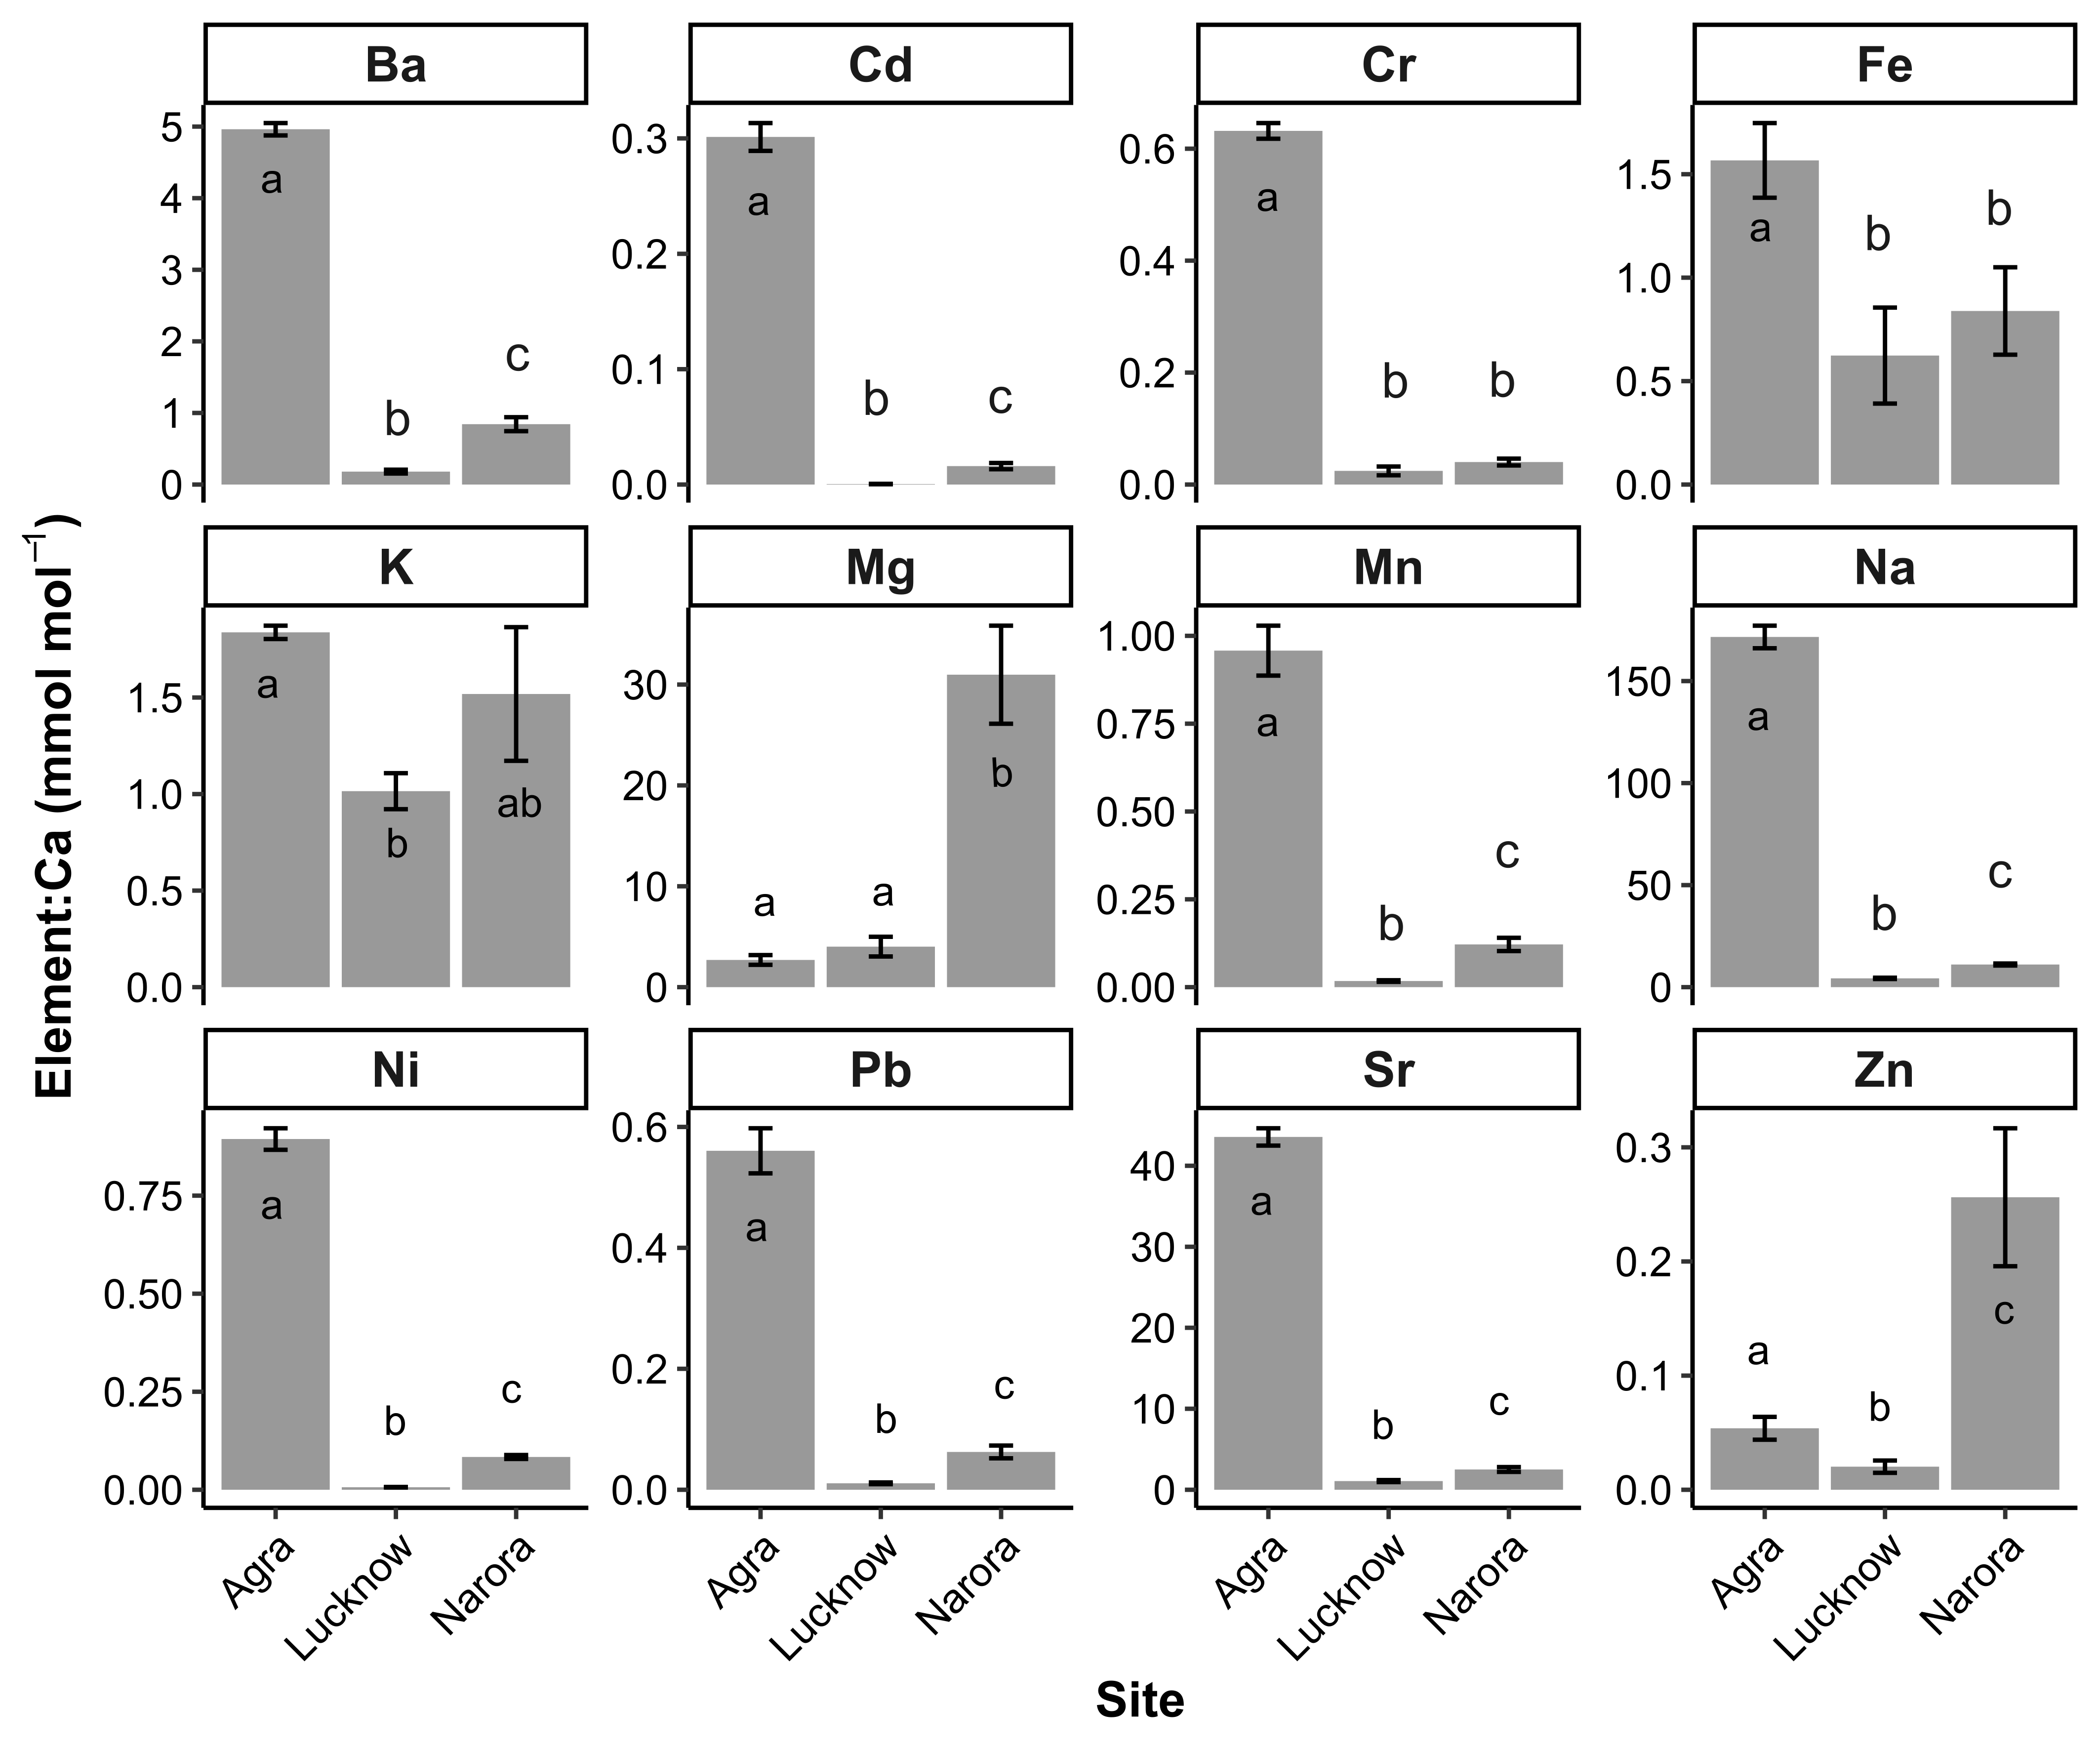 Element:Ca (mmol mol⁻¹)
Ba
5
4
3
2
1
0
a
b
c
Cd
0.3
0.2
0.1
0.0
a
b
c
Cr
0.6
0.4
0.2
0.0
a
b
b
Fe
1.5
1.0
0.5
0.0
a
b
b
K
1.5
1.0
0.5
0.0
a
b
ab
Mg
30
20
10
0
a
a
b
Mn
1.00
0.75
0.50
0.25
0.00
a
b
c
Na
150
100
50
0
a
b
c
Ni
0.75
0.50
0.25
0.00
a
b
c
Pb
0.6
0.4
0.2
0.0
a
b
c
Sr
40
30
20
10
0
a
b
c
Zn
0.3
0.2
0.1
0.0
a
b
c
Agra
Lucknow
Narora
Agra
Lucknow
Narora
Agra
Lucknow
Narora
Agra
Lucknow
Narora
Site